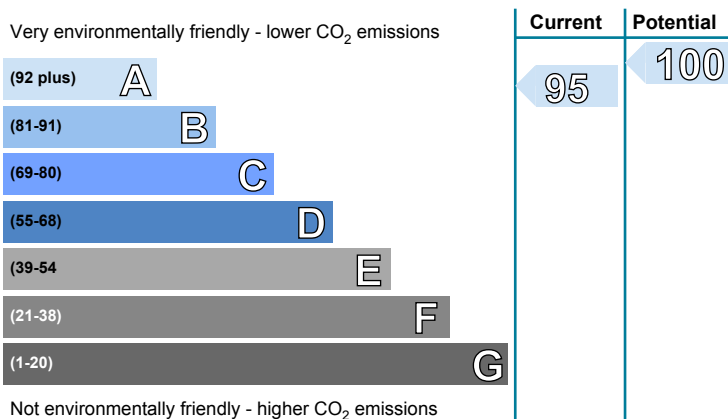 Current Potential
Very environmentally friendly - lower CO2 emissions
(92 plus) A 95 100
(81-91) B
(69-80) C
(55-68) D
(39-54 E
(21-38) F
(1-20) G
Not environmentally friendly - higher CO2 emissions